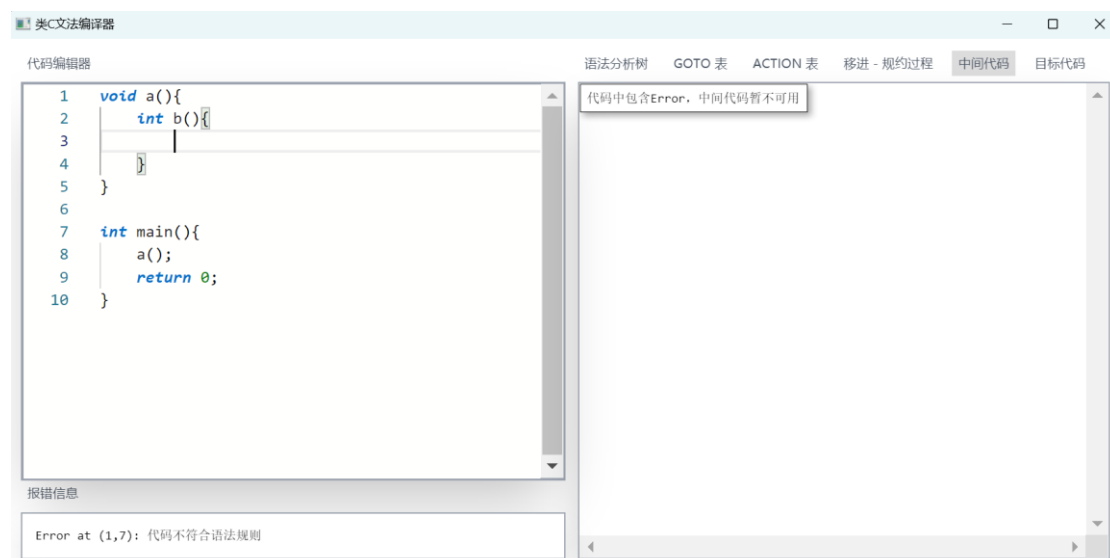 类C文法编译器
代码编辑器
语法分析树 GOTO 表 ACTION 表 移进 - 规约过程 中间代码 目标代码
1 void a(){
2 int b(){
3
4 }
5 }
6
7 int main(){
8 a();
9 return 0;
10 }
代码中包含Error, 中间代码暂不可用
报错信息
Error at (1,7): 代码不符合语法规则